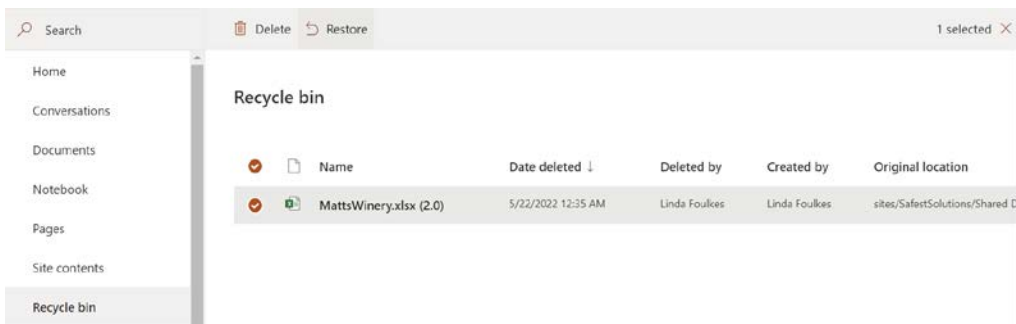 Search
Delete Restore 1 selected
Home
Conversations
Documents
Notebook
Pages
Site contents
Recycle bin
Recycle bin
Name Date deleted ↓ Deleted by Created by Original location
MattsWinery.xlsx (2.0) 5/22/2022 12:35 AM Linda Foulkes Linda Foulkes sites/SafestSolutions/Shared D